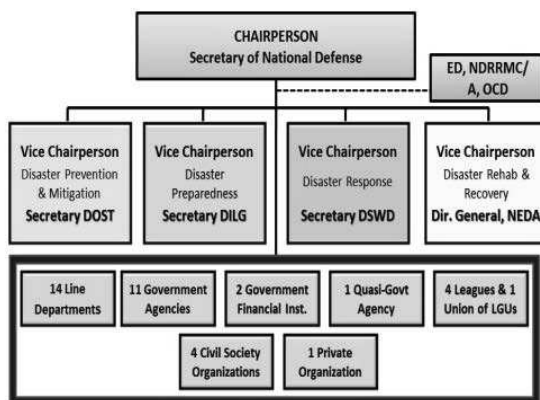 CHAIRPERSON
Secretary of National Defense
ED, NDRRMC/
A, OCD
Vice Chairperson
Disaster Prevention
& Mitigation
Secretary DOST
Vice Chairperson
Disaster
Preparedness
Secretary DILG
Vice Chairperson
Disaster Response
Secretary DSWD
Vice Chairperson
Disaster Rehab &
Recovery
Dir. General, NEDA
14 Line
Departments
11 Government
Agencies
2 Government
Financial Inst.
1 Quasi-Govt
Agency
4 Leagues & 1
Union of LGUs
4 Civil Society
Organizations
1 Private
Organization